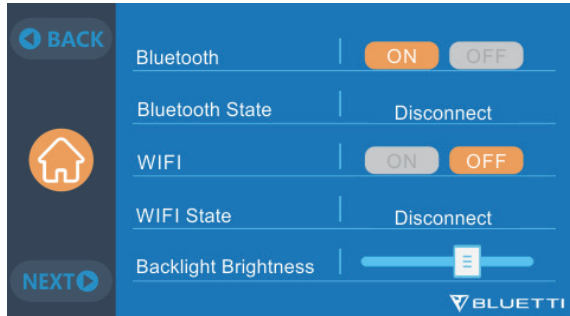 BACK
Bluetooth ON OFF
Bluetooth State Disconnect
WIFI ON OFF
WIFI State Disconnect
Backlight Brightness
NEXT
BLUETTI